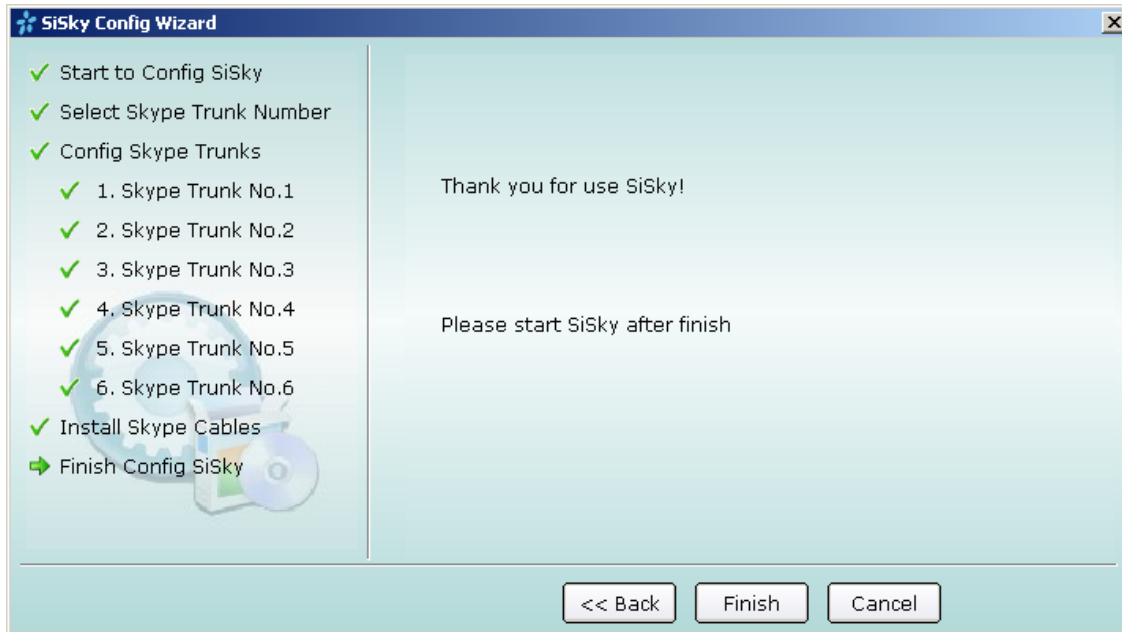 SiSky Config Wizard
Start to Config SiSky
Select Skype Trunk Number
Config Skype Trunks
1. Skype Trunk No.1
2. Skype Trunk No.2
3. Skype Trunk No.3
4. Skype Trunk No.4
5. Skype Trunk No.5
6. Skype Trunk No.6
Install Skype Cables
Finish Config SiSky
Thank you for use SiSky!
Please start SiSky after finish
<< Back
Finish
Cancel